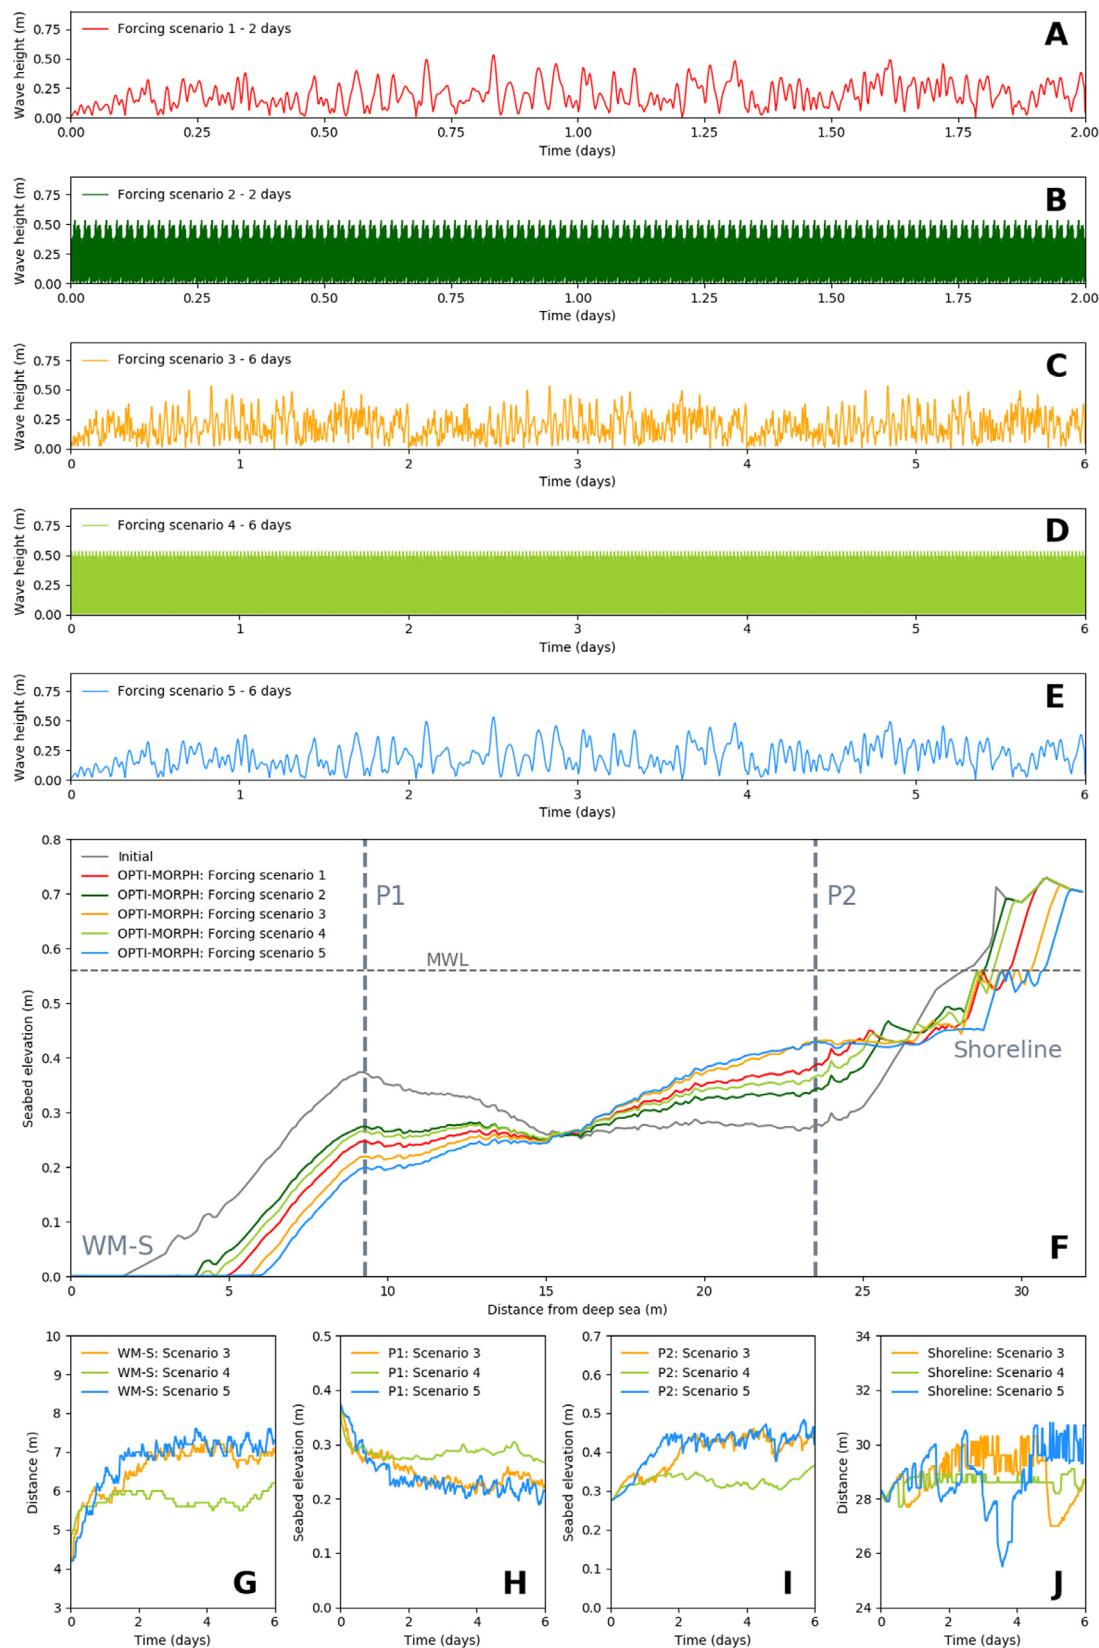 Wave height (m)
0.75
0.50
0.25
0.00
Forcing scenario 1 - 2 days
A
0.00 0.25 0.50 0.75 1.00 1.25 1.50 1.75 2.00
Time (days)
Wave height (m)
0.75
0.50
0.25
0.00
Forcing scenario 2 - 2 days
B
0.00 0.25 0.50 0.75 1.00 1.25 1.50 1.75 2.00
Time (days)
Wave height (m)
0.75
0.50
0.25
0.00
Forcing scenario 3 - 6 days
C
0 1 2 3 4 5 6
Time (days)
Wave height (m)
0.75
0.50
0.25
0.00
Forcing scenario 4 - 6 days
D
0 1 2 3 4 5 6
Time (days)
Wave height (m)
0.75
0.50
0.25
0.00
Forcing scenario 5 - 6 days
E
0 1 2 3 4 5 6
Time (days)
Seabed elevation (m)
0.8
0.7
0.6
0.5
0.4
0.3
0.2
0.1
0.0
Initial
OPTI-MORPH: Forcing scenario 1
OPTI-MORPH: Forcing scenario 2
OPTI-MORPH: Forcing scenario 3
OPTI-MORPH: Forcing scenario 4
OPTI-MORPH: Forcing scenario 5
P1
P2
MWL
Shoreline
WM-S
F
0 5 10 15 20 25 30
Distance from deep sea (m)
Distance (m)
10
9
8
7
6
5
4
3
WM-S: Scenario 3
WM-S: Scenario 4
WM-S: Scenario 5
G
0 2 4 6
Time (days)
Seabed elevation (m)
0.5
0.4
0.3
0.2
0.1
0.0
P1: Scenario 3
P1: Scenario 4
P1: Scenario 5
H
0 2 4 6
Time (days)
Seabed elevation (m)
0.7
0.6
0.5
0.4
0.3
0.2
0.1
0.0
P2: Scenario 3
P2: Scenario 4
P2: Scenario 5
I
0 2 4 6
Time (days)
Distance (m)
34
32
30
28
26
24
Shoreline: Scenario 3
Shoreline: Scenario 4
Shoreline: Scenario 5
J
0 2 4 6
Time (days)